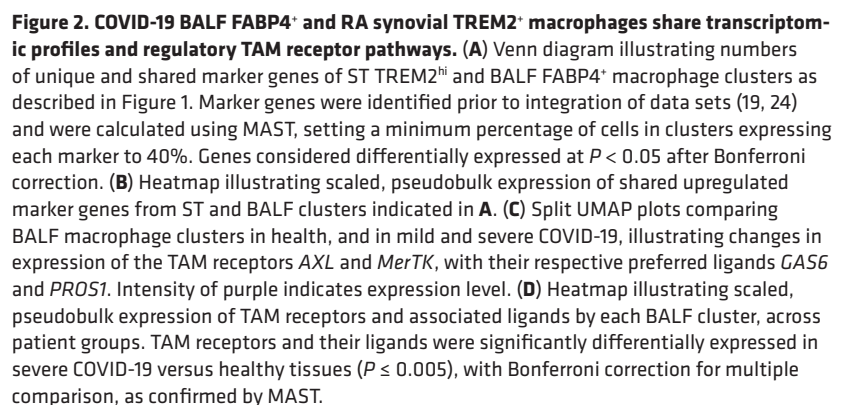 Figure 2. COVID-19 BALF FABP4⁺ and RA synovial TREM2⁺ macrophages share transcriptom-
ic profiles and regulatory TAM receptor pathways. (A) Venn diagram illustrating numbers
of unique and shared marker genes of ST TREM2ʰⁱ and BALF FABP4⁺ macrophage clusters as
described in Figure 1. Marker genes were identified prior to integration of data sets (19, 24)
and were calculated using MAST, setting a minimum percentage of cells in clusters expressing
each marker to 40%. Genes considered differentially expressed at P < 0.05 after Bonferroni
correction. (B) Heatmap illustrating scaled, pseudobulk expression of shared upregulated
marker genes from ST and BALF clusters indicated in A. (C) Split UMAP plots comparing
BALF macrophage clusters in health, and in mild and severe COVID-19, illustrating changes in
expression of the TAM receptors AXL and MerTK, with their respective preferred ligands GAS6
and PROS1. Intensity of purple indicates expression level. (D) Heatmap illustrating scaled,
pseudobulk expression of TAM receptors and associated ligands by each BALF cluster, across
patient groups. TAM receptors and their ligands were significantly differentially expressed in
severe COVID-19 versus healthy tissues (P ≤ 0.005), with Bonferroni correction for multiple
comparison, as confirmed by MAST.